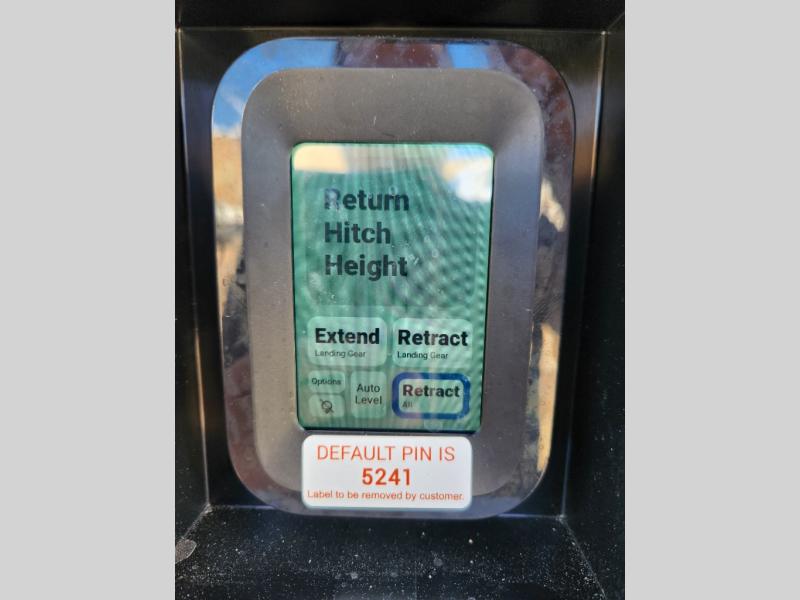 Return
Hitch
Height
Extend
Landing Gear
Retract
Landing Gear
Options
Auto
Level
Retract
All
DEFAULT PIN IS
5241
Label to be removed by customer.